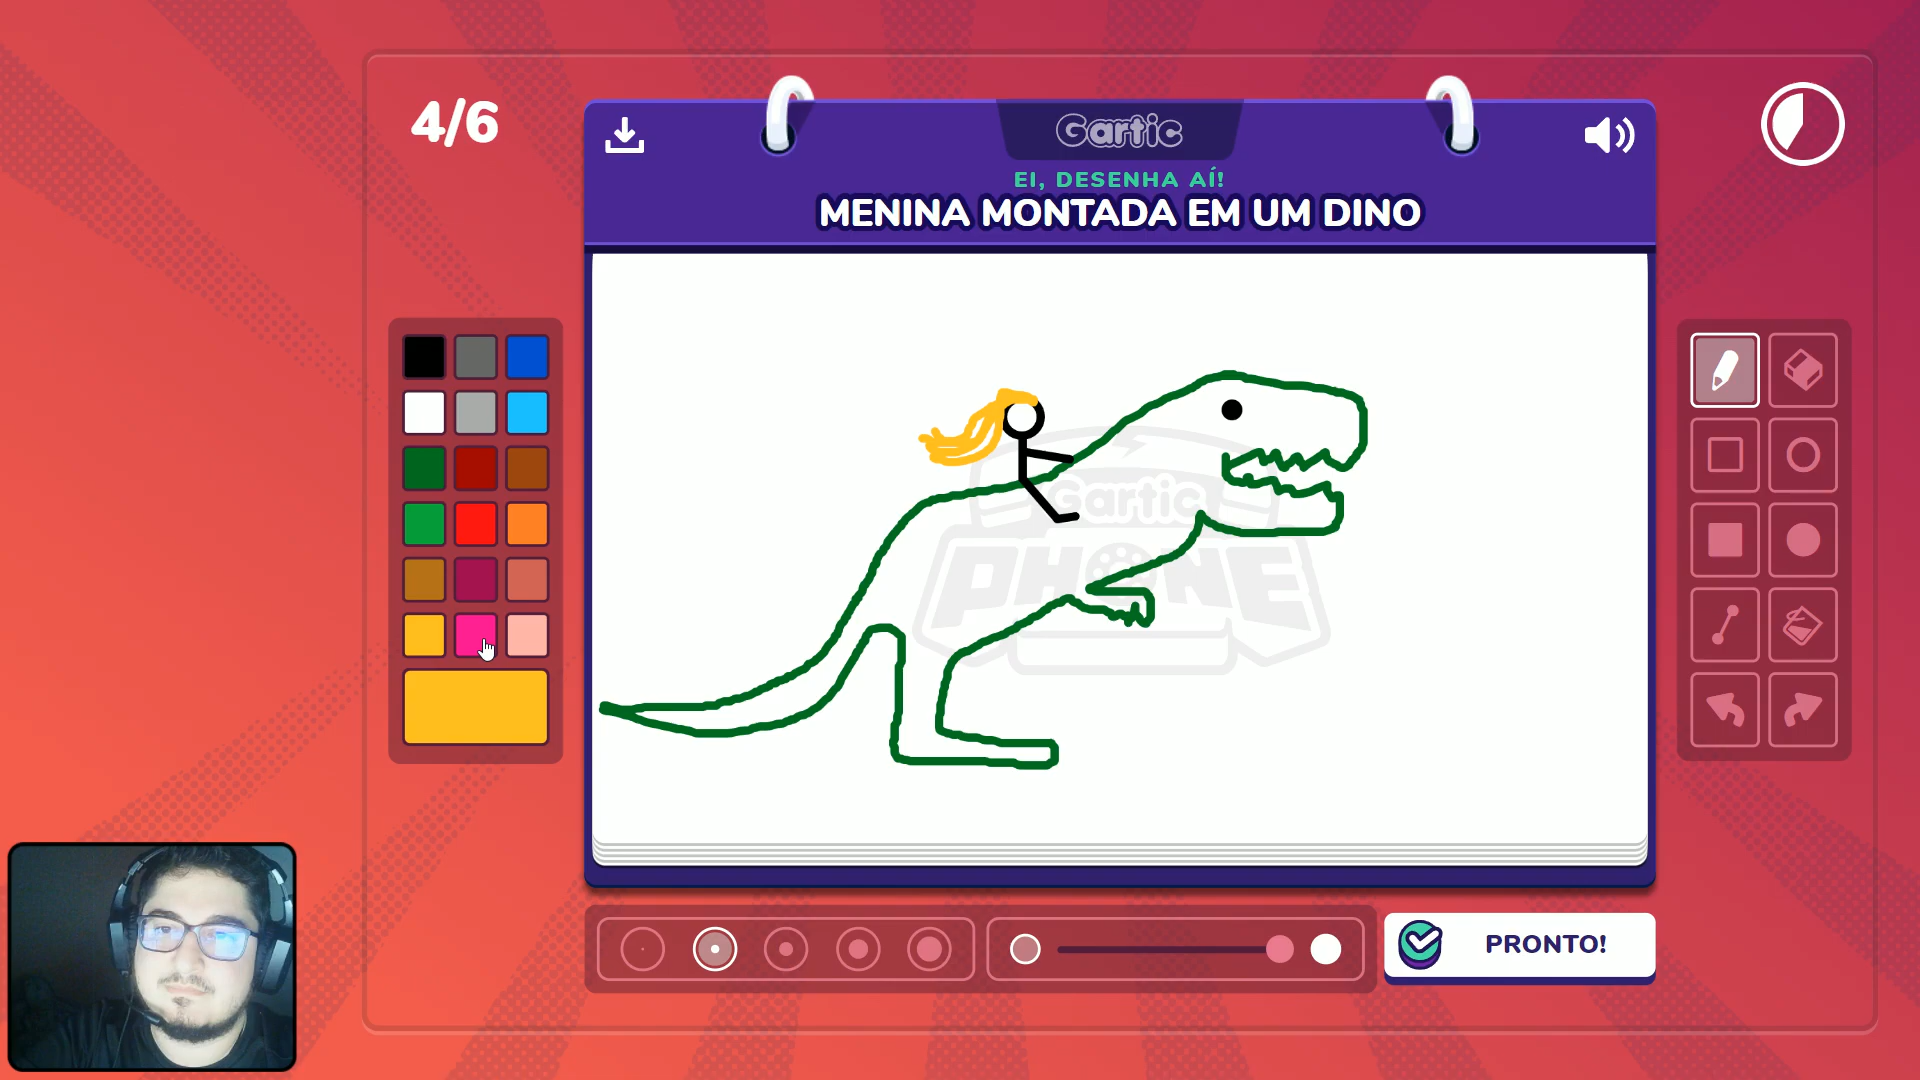 4/6
Gartic
EI, DESENHA AÍ!
MENINA MONTADA EM UM DINO
Gartic
PHONE
PRONTO!